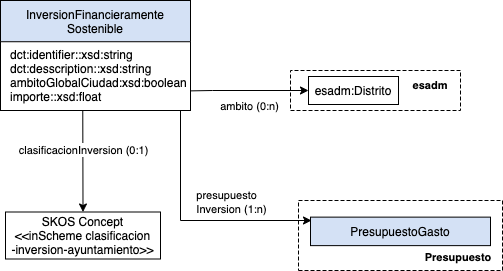 InversionFinancieramente
Sostenible
dct:identifier::xsd:string
dct:desscription::xsd:string
ambitoGlobalCiudad:xsd:boolean
importe::xsd:float
esadm:Distrito
esadm
ambito (0:n)
clasificacionInversion (0:1)
presupuesto
Inversion (1:n)
SKOS Concept
<<inScheme clasificacion
-inversion-ayuntamiento>>
PresupuestoGasto
Presupuesto